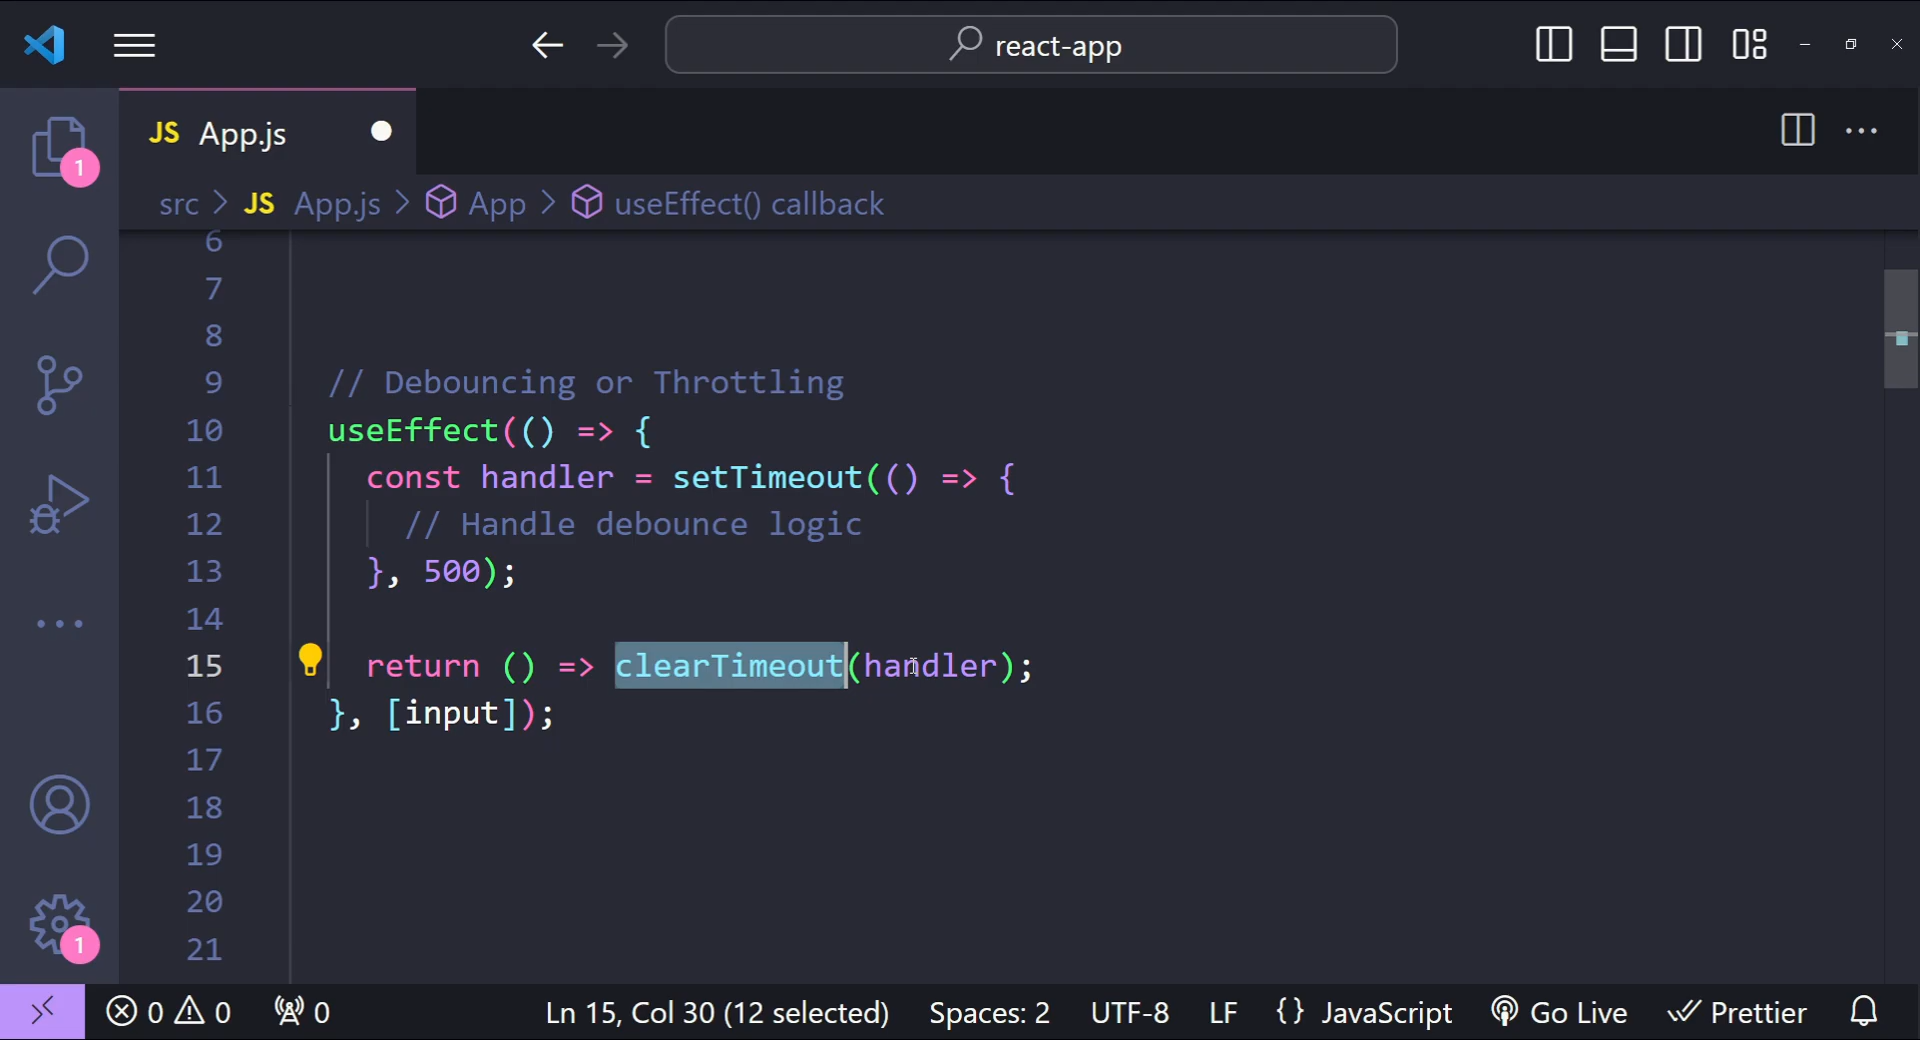 react-app
JS App.js
1
src > JS App.js > App > useEffect() callback
6
7
8
9 // Debouncing or Throttling
10 useEffect(() => {
11 const handler = setTimeout(() => {
12 // Handle debounce logic
13 }, 500);
14
15 return () => clearTimeout(handler);
16 }, [input]);
17
18
19
20
21
1
0 0 0 Ln 15, Col 30 (12 selected) Spaces: 2 UTF-8 LF {} JavaScript Go Live Prettier